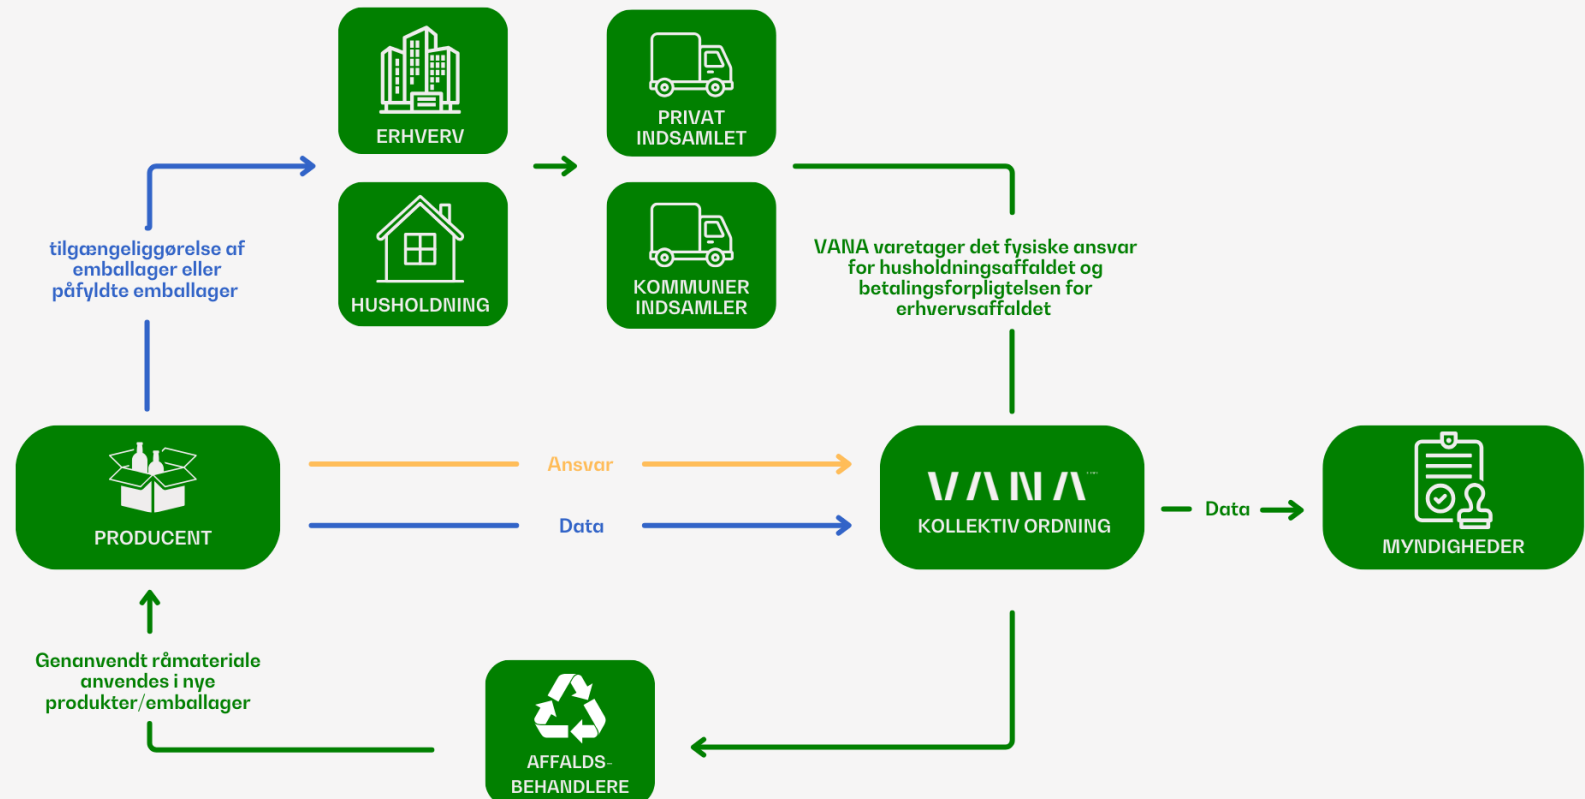 ERHVERV
PRIVAT
INDSAMLET
HUSHOLDNING
KOMMUNER
INDSAMLER
tilgængeliggørelse af
emballager eller
påfyldte emballager
VANA varetager det fysiske ansvar
for husholdningsaffaldet og
betalingsforpligtelsen for
erhvervsaffaldet
PRODUCENT
Ansvar
Data
VANA
KOLLEKTIV ORDNING
Data
MYNDIGHEDER
Genanvendt råmateriale
anvendes i nye
produkter/emballager
AFFALDS-
BEHANDLERE